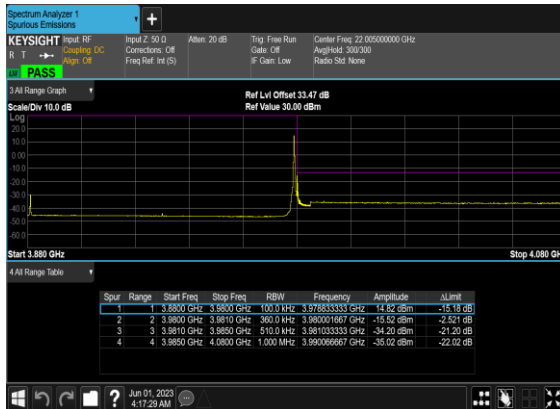 Spectrum Analyzer 1
Spurious Emissions
KEYSIGHT Input: RF Input Z: 50 Ω Atten: 20 dB Trig: Free Run Center Freq: 22.005000000 GHz
R T Coupling: DC Corrections: Off Gate: Off Avg|Hold: 300/300
Align: Off Freq Ref: Int (S) IF Gain: Low Radio Std: None
PASS
3 All Range Graph
Ref Lvl Offset 33.47 dB
Scale/Div 10.0 dB Ref Value 30.00 dBm
Log
20.0
10.0
0.00
-10.0
-20.0
-30.0
-40.0
-50.0
-60.0
Start 3.880 GHz Stop 4.080 GH
4 All Range Table
Spur Range Start Freq Stop Freq RBW Frequency Amplitude ΔLimit
1 1 3.8800 GHz 3.9800 GHz 100.0 kHz 3.978833333 GHz 14.82 dBm -15.18 dB
2 2 3.9800 GHz 3.9810 GHz 360.0 kHz 3.980001667 GHz -15.52 dBm -2.521 dB
3 3 3.9810 GHz 3.9850 GHz 510.0 kHz 3.981033333 GHz -34.20 dBm -21.20 dB
4 4 3.9850 GHz 4.0800 GHz 1.000 MHz 3.990066667 GHz -35.02 dBm -22.02 dB
?
Jun 01, 2023
4:17:29 AM